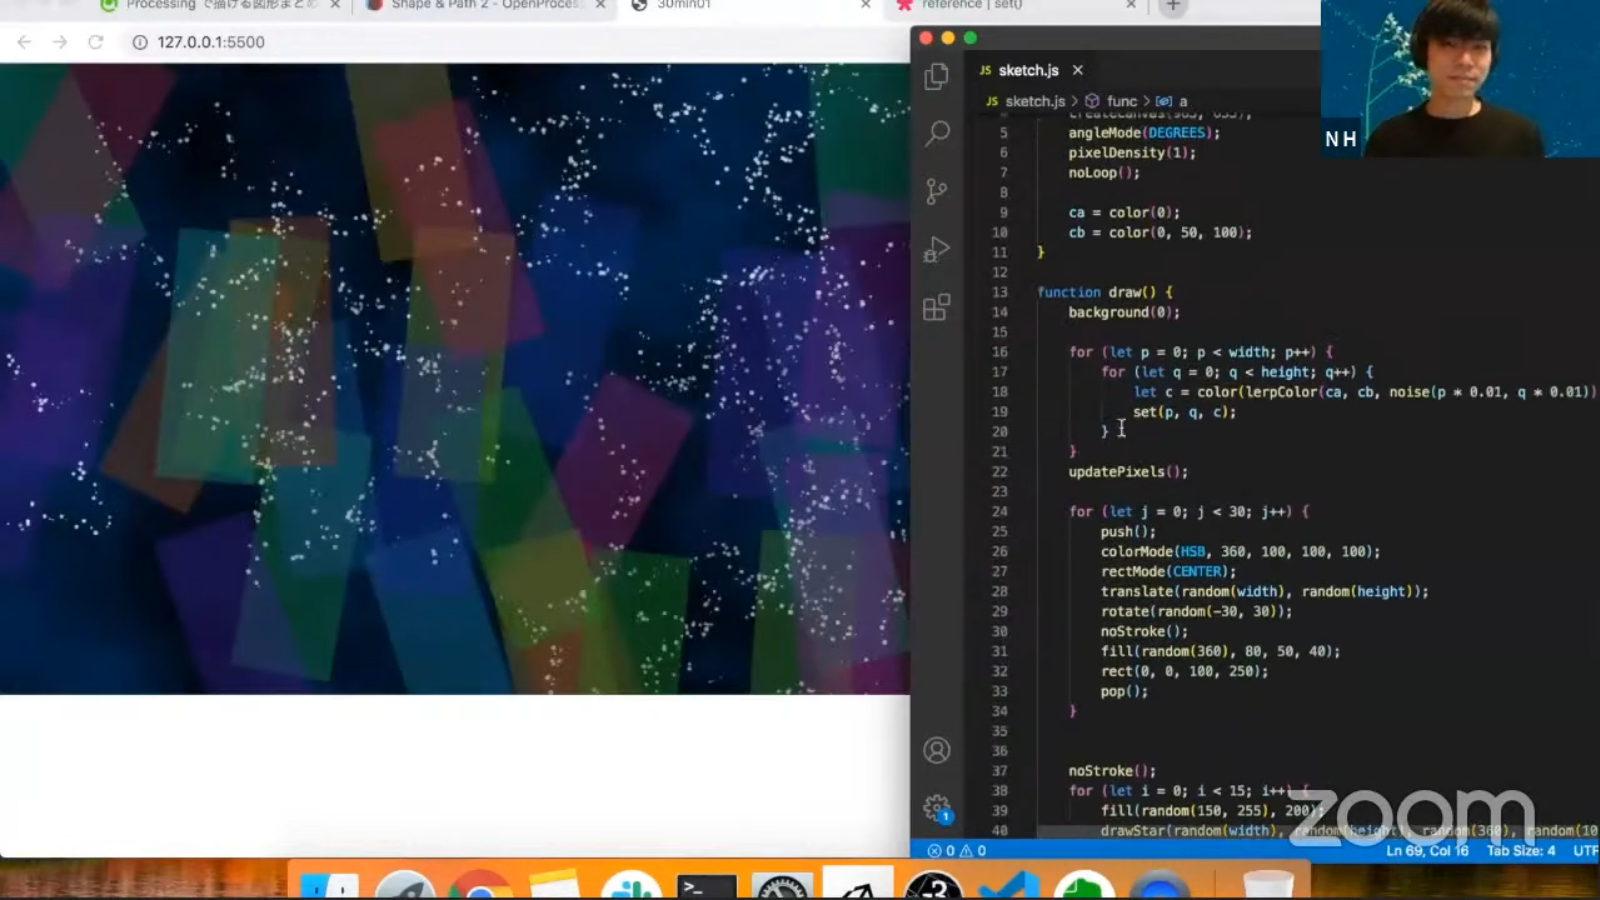 Processing で描ける図形まとめ
Shape & Path 2 - OpenProces
30min01
reference | set()
127.0.0.1:5500
JS sketch.js
JS sketch.js > func > a
NH
5 angleMode(DEGREES);
6 pixelDensity(1);
7 noLoop();
8
9 ca = color(0);
10 cb = color(0, 50, 100);
11 }
12
13 function draw() {
14 background(0);
15
16 for (let p = 0; p < width; p++) {
17 for (let q = 0; q < height; q++) {
18 let c = color(lerpColor(ca, cb, noise(p * 0.01, q * 0.01))
19 set(p, q, c);
20 }
21 }
22 updatePixels();
23
24 for (let j = 0; j < 30; j++) {
25 push();
26 colorMode(HSB, 360, 100, 100, 100);
27 rectMode(CENTER);
28 translate(random(width), random(height));
29 rotate(random(-30, 30));
30 noStroke();
31 fill(random(360), 80, 50, 40);
32 rect(0, 0, 100, 250);
33 pop();
34 }
35
36
37 noStroke();
38 for (let i = 0; i < 15; i++) {
39 fill(random(150, 255), 200);
40 drawStar(random(width), random(height), random(360), random(10
zoom
1
0 0
Ln 69, Col 16 Tab Size: 4 UTF